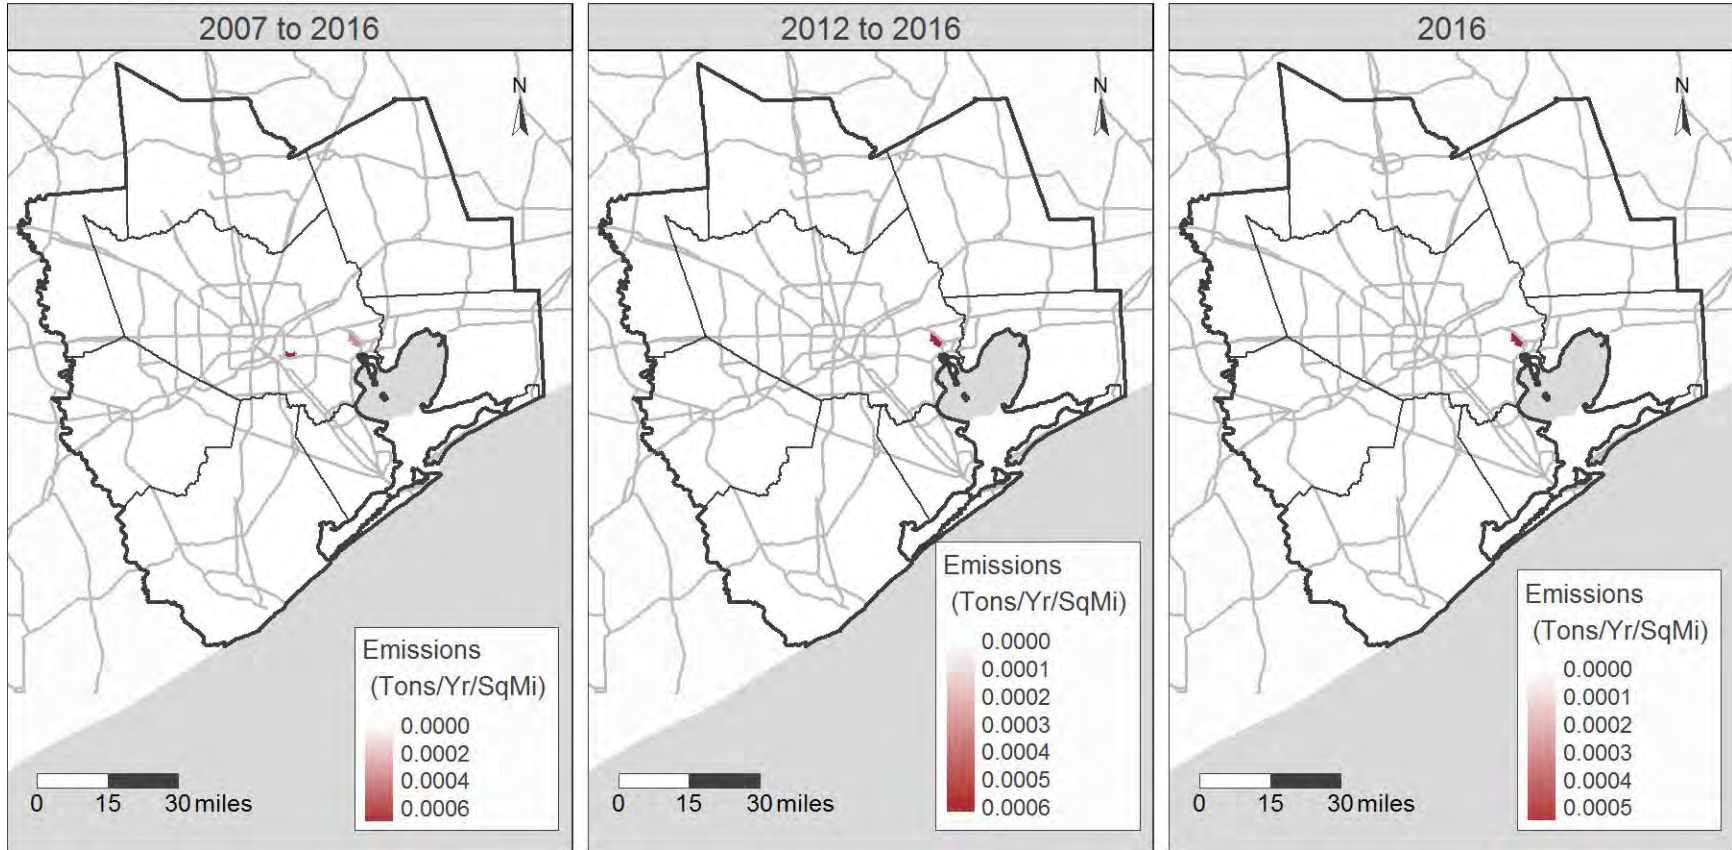 2007 to 2016
N
Emissions
(Tons/Yr/SqMi)
0.0000
0.0002
0.0004
0.0006
0 15 30 miles
2012 to 2016
N
Emissions
(Tons/Yr/SqMi)
0.0000
0.0001
0.0002
0.0003
0.0004
0.0005
0.0006
0 15 30 miles
2016
N
Emissions
(Tons/Yr/SqMi)
0.0000
0.0001
0.0002
0.0003
0.0004
0.0005
0 15 30 miles